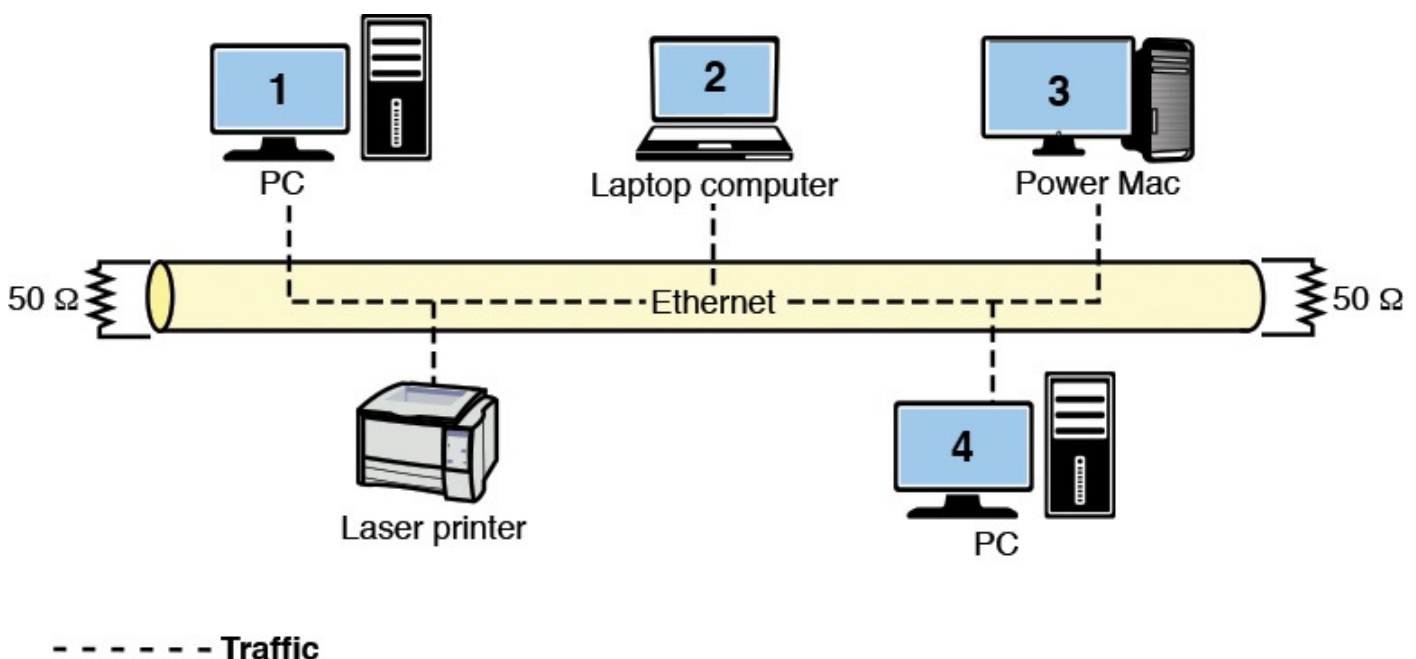 1
2
3
PC
Laptop computer
Power Mac
50 Ω
Ethernet
50 Ω
4
Laser printer
PC
Traffic